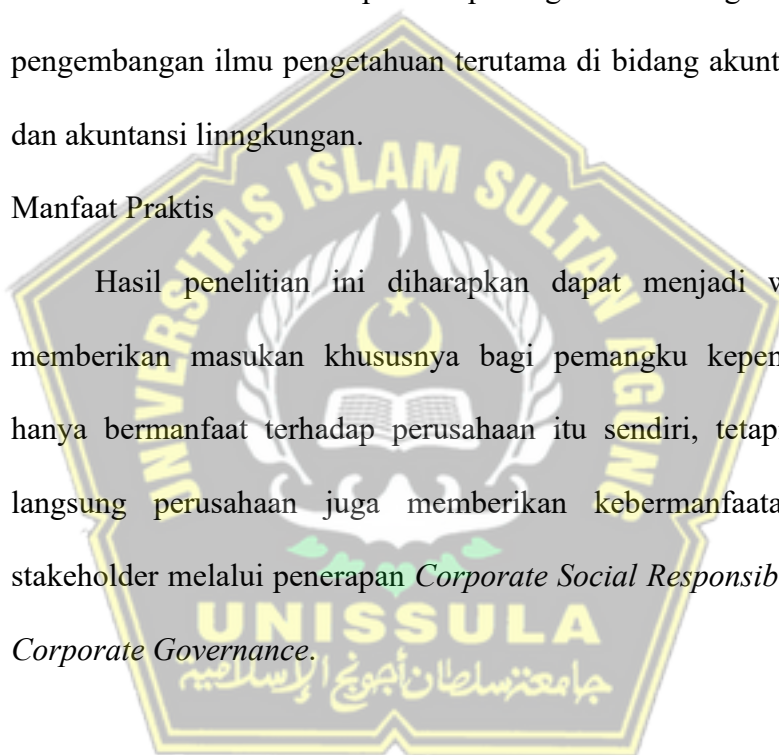 pengembangan ilmu pengetahuan terutama di bidang akunt
dan akuntansi linngkungan.
Manfaat Praktis
Hasil penelitian ini diharapkan dapat menjadi w
memberikan masukan khususnya bagi pemangku kepen
hanya bermanfaat terhadap perusahaan itu sendiri, tetap
langsung perusahaan juga memberikan kebermanfaata
stakeholder melalui penerapan Corporate Social Responsib
Corporate Governance.
UNIVERSITAS ISLAM SULTAN AGUNG
UNISSULA
جامعتنسلطان أجونج الإسلامية